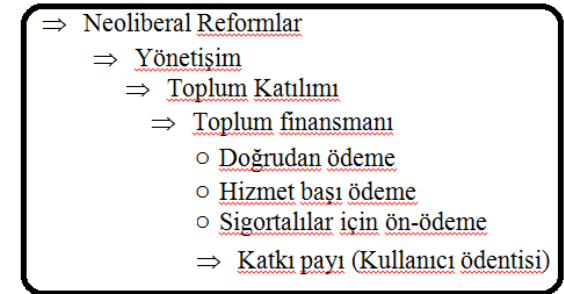 ⇒ Neoliberal Reformlar
⇒ Yönetişim
⇒ Toplum Katılımı
⇒ Toplum finansmanı
○ Doğrudan ödeme
○ Hizmet başı ödeme
○ Sigortalılar için ön-ödeme
⇒ Katkı payı (Kullanıcı ödentisi)